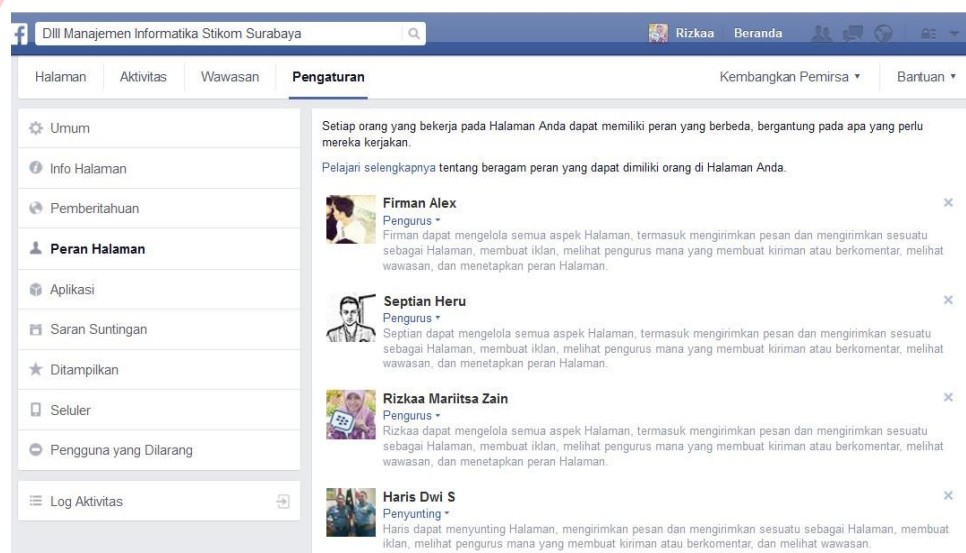 DIII Manajemen Informatika Stikom Surabaya
Rizkaa Beranda
Halaman Aktivitas Wawasan Pengaturan Kembangkan Pemirsa Bantuan
Umum
Info Halaman
Pemberitahuan
Peran Halaman
Aplikasi
Saran Suntingan
Ditampilkan
Seluler
Pengguna yang Dilarang
Log Aktivitas
Setiap orang yang bekerja pada Halaman Anda dapat memiliki peran yang berbeda, bergantung pada apa yang perlu
mereka kerjakan.
Pelajari selengkapnya tentang beragam peran yang dapat dimiliki orang di Halaman Anda.
Firman Alex
Pengurus
Firman dapat mengelola semua aspek Halaman, termasuk mengirimkan pesan dan mengirimkan sesuatu
sebagai Halaman, membuat iklan, melihat pengurus mana yang membuat kiriman atau berkomentar, melihat
wawasan, dan menetapkan peran Halaman.
Septian Heru
Pengurus
Septian dapat mengelola semua aspek Halaman, termasuk mengirimkan pesan dan mengirimkan sesuatu
sebagai Halaman, membuat iklan, melihat pengurus mana yang membuat kiriman atau berkomentar, melihat
wawasan, dan menetapkan peran Halaman.
Rizkaa Mariitsa Zain
Pengurus
Rizkaa dapat mengelola semua aspek Halaman, termasuk mengirimkan pesan dan mengirimkan sesuatu
sebagai Halaman, membuat iklan, melihat pengurus mana yang membuat kiriman atau berkomentar, melihat
wawasan, dan menetapkan peran Halaman.
Haris Dwi S
Penyunting
Haris dapat menyunting Halaman, mengirimkan pesan dan mengirimkan sesuatu sebagai Halaman, membuat
iklan, melihat pengurus mana yang membuat kiriman atau berkomentar, dan melihat wawasan.